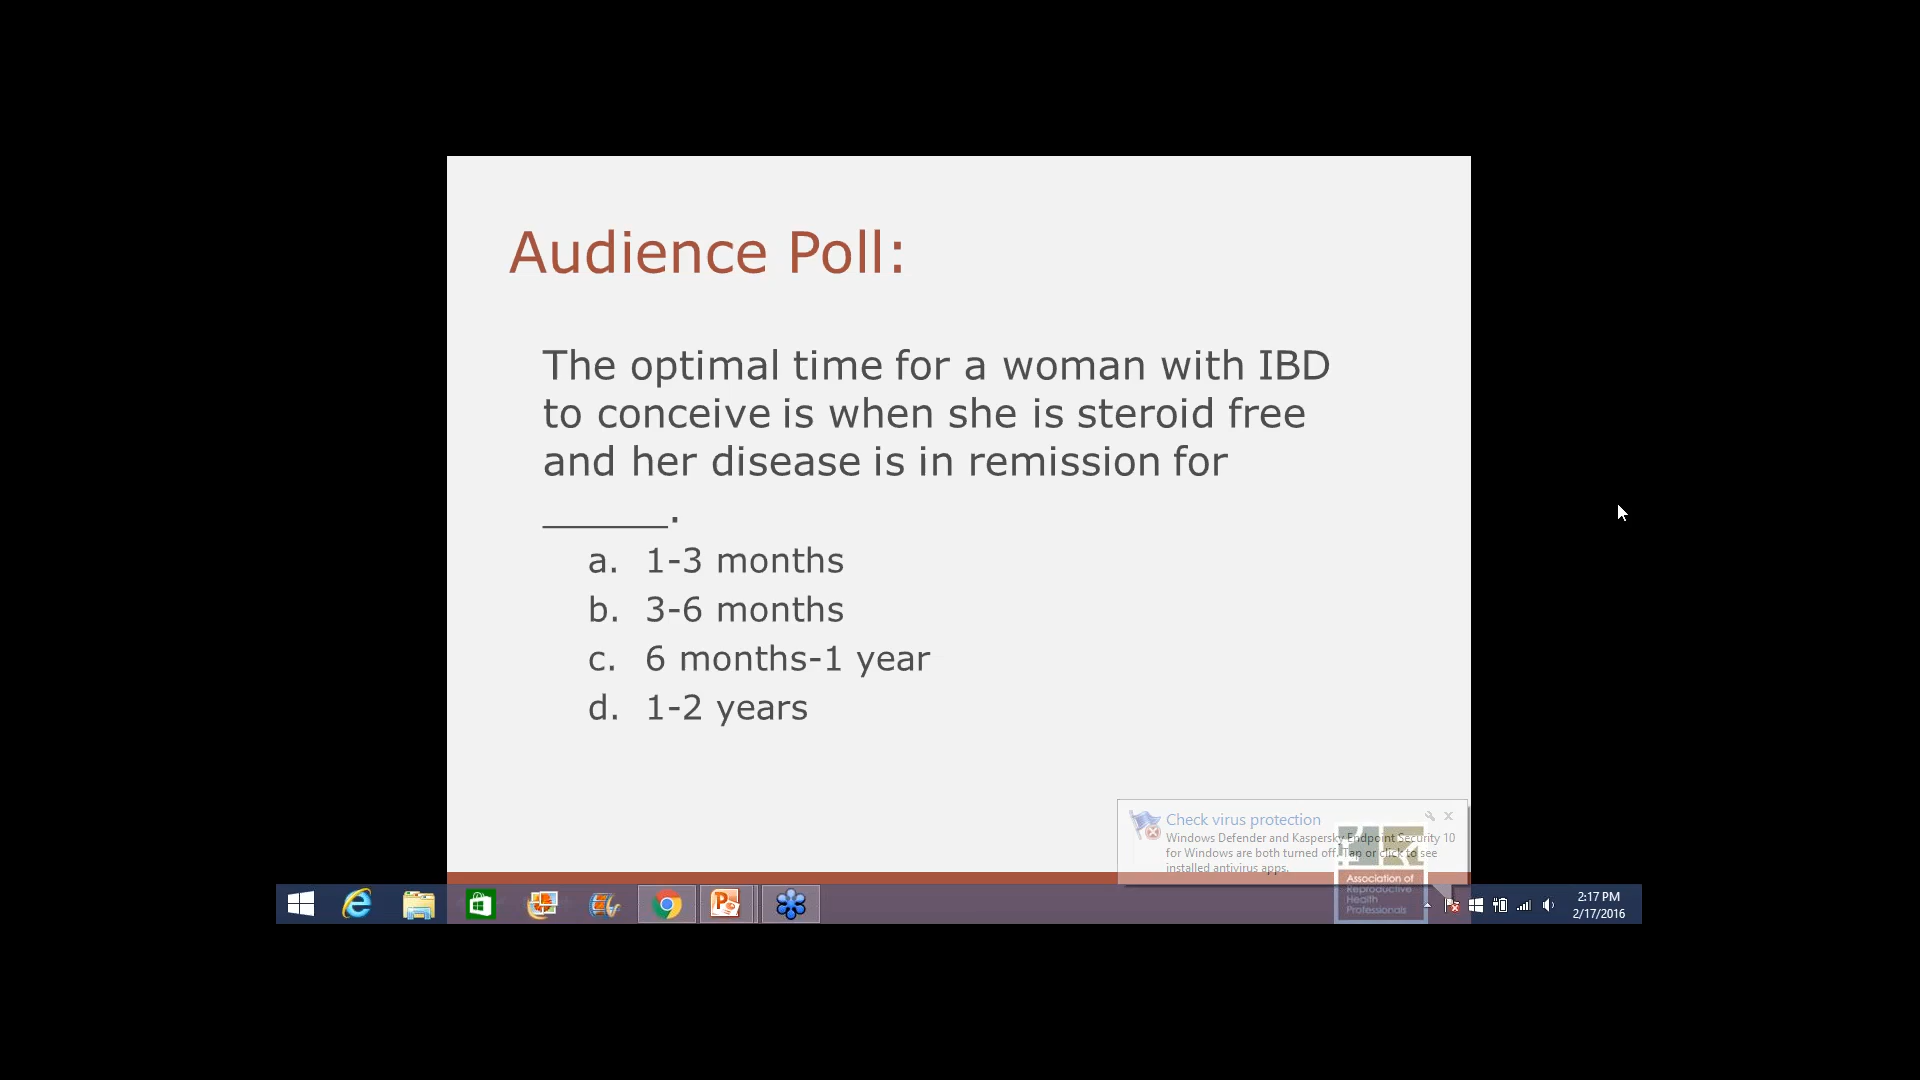 Audience Poll:
The optimal time for a woman with IBD
to conceive is when she is steroid free
and her disease is in remission for
______.
a. 1-3 months
b. 3-6 months
c. 6 months-1 year
d. 1-2 years
Check virus protection
Windows Defender and Kaspersky Endpoint Security 10
for Windows are both turned off. Tap or click to see
installed antivirus apps.
Association of
Reproductive
Health
Professionals
2:17 PM
2/17/2016